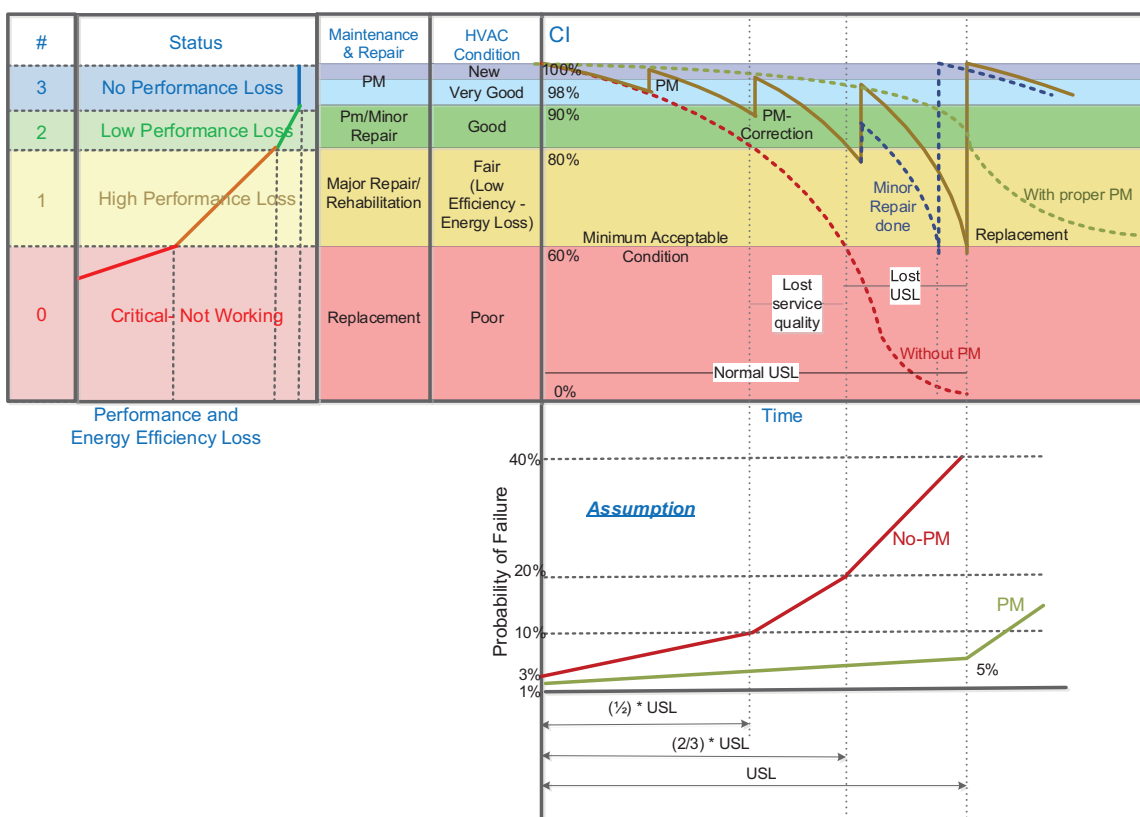 #
Status
Maintenance
& Repair
HVAC
Condition
CI
3
No Performance Loss
PM
New
Very Good
100%
98%
2
Low Performance Loss
Pm/Minor
Repair
Good
90%
1
High Performance Loss
Major Repair/
Rehabilitation
Fair
(Low
Efficiency -
Energy Loss)
80%
0
Critical- Not Working
Replacement
Poor
60%
0%
PM
PM-
Correction
Minor
Repair
done
With proper PM
Replacement
Minimum Acceptable
Condition
Lost
service
quality
Lost
USL
Without PM
Normal USL
Performance and
Energy Efficiency Loss
Time
Probability of Failure
40%
20%
10%
3%
1%
Assumption
No-PM
PM
5%
(½) * USL
(2/3) * USL
USL